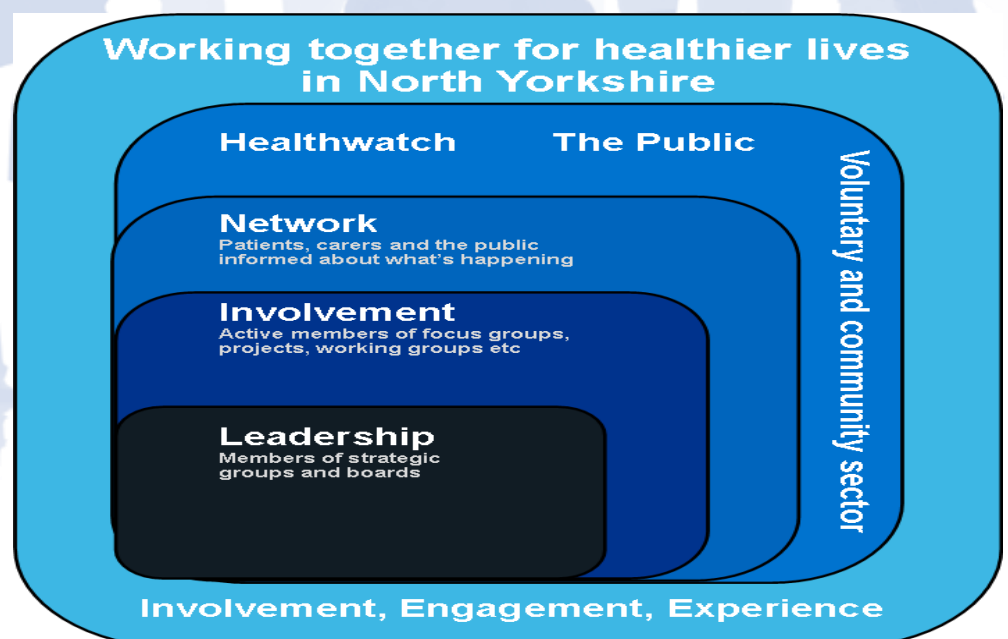 Working together for healthier lives
in North Yorkshire
Healthwatch The Public
Voluntary and community sector
Network
Patients, carers and the public
informed about what's happening
Involvement
Active members of focus groups,
projects, working groups etc
Leadership
Members of strategic
groups and boards
Involvement, Engagement, Experience